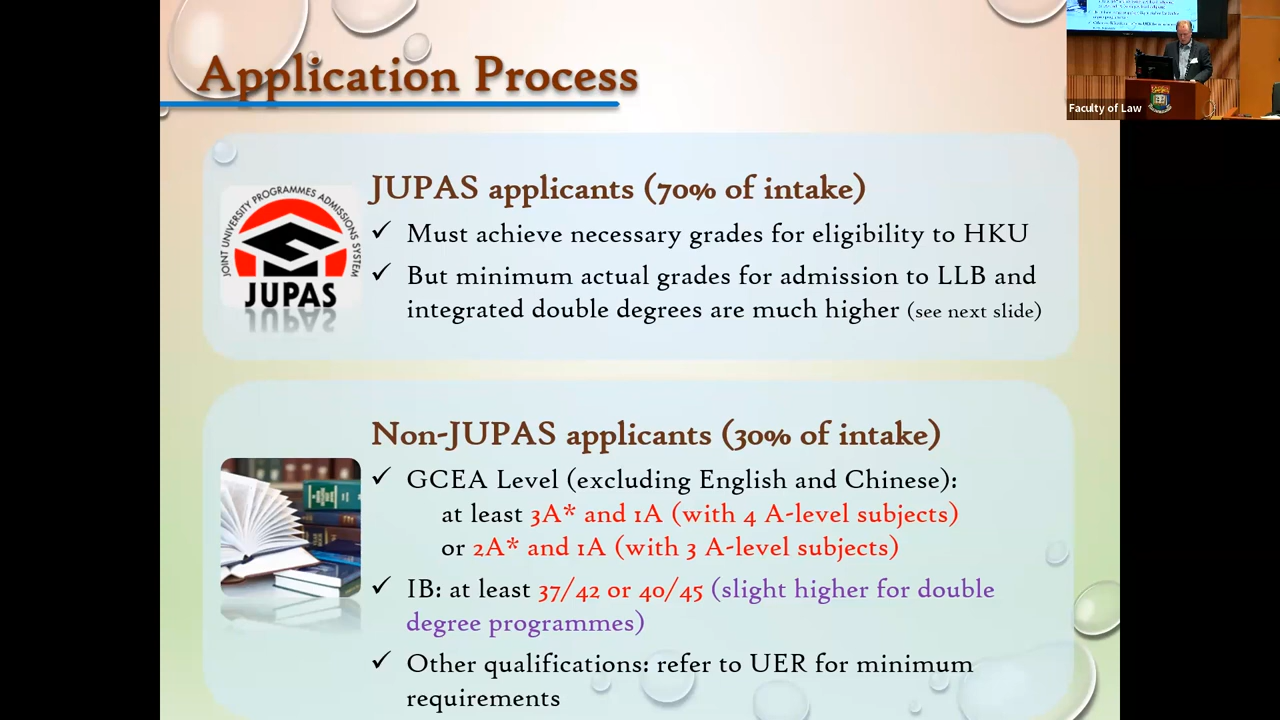 Application Process
Faculty of Law
JUPAS applicants (70% of intake)
✓ Must achieve necessary grades for eligibility to HKU
✓ But minimum actual grades for admission to LLB and
integrated double degrees are much higher (see next slide)
JOINT UNIVERSITY PROGRAMMES ADMISSIONS SYSTEM
JUPAS
Non-JUPAS applicants (30% of intake)
✓ GCEA Level (excluding English and Chinese):
at least 3A* and 1A (with 4 A-level subjects)
or 2A* and 1A (with 3 A-level subjects)
✓ IB: at least 37/42 or 40/45 (slight higher for double
degree programmes)
✓ Other qualifications: refer to UER for minimum
requirements